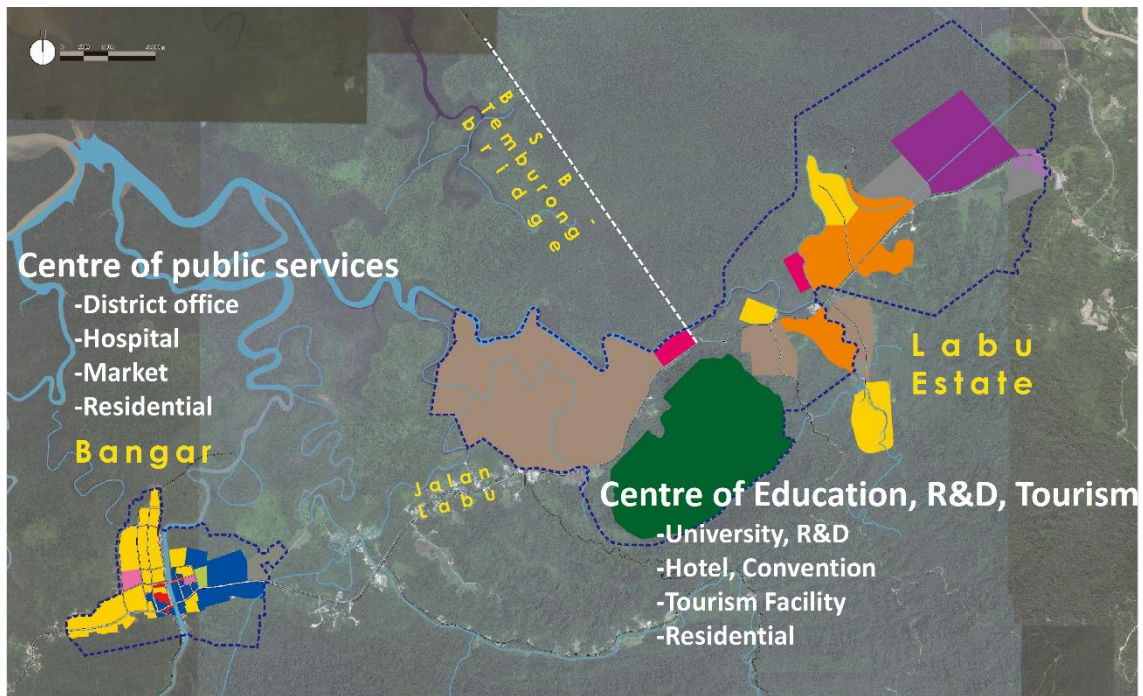 N
BSB-
Temburong
bridge
Centre of public services
-District office
-Hospital
-Market
-Residential
Bangar
Jalan
Labu
Labu
Estate
Centre of Education, R&D, Tourism
-University, R&D
-Hotel, Convention
-Tourism Facility
-Residential